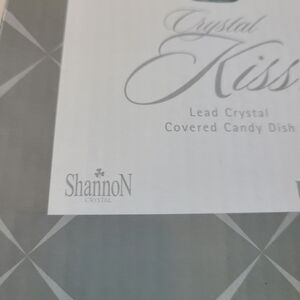 Crystal
Kiss
Lead Crystal
Covered Candy Dish
ShannoN
CRYSTAL